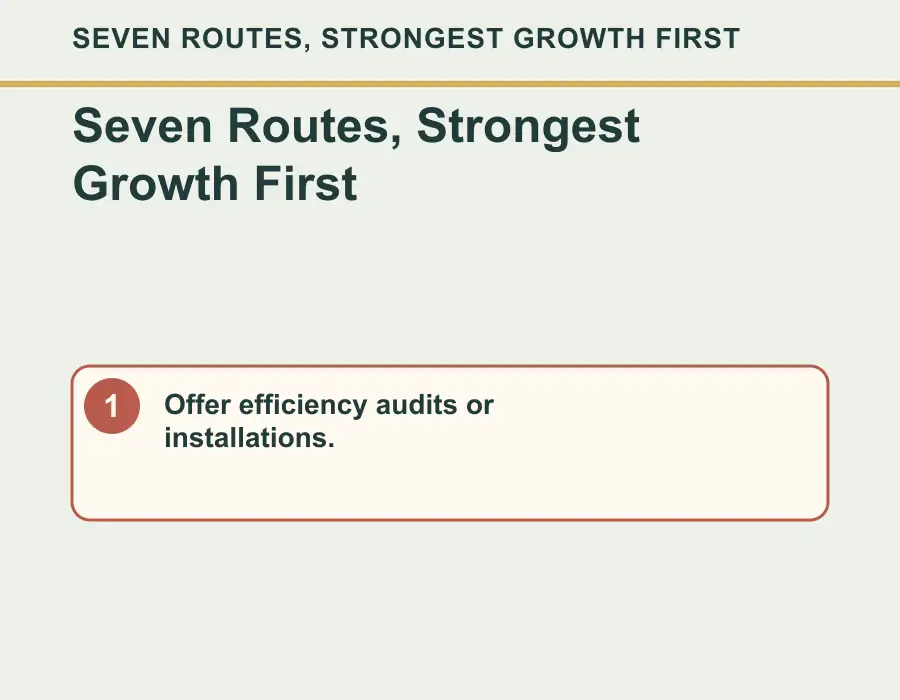 SEVEN ROUTES, STRONGEST GROWTH FIRST
Seven Routes, Strongest
Growth First
1
Offer efficiency audits or
installations.